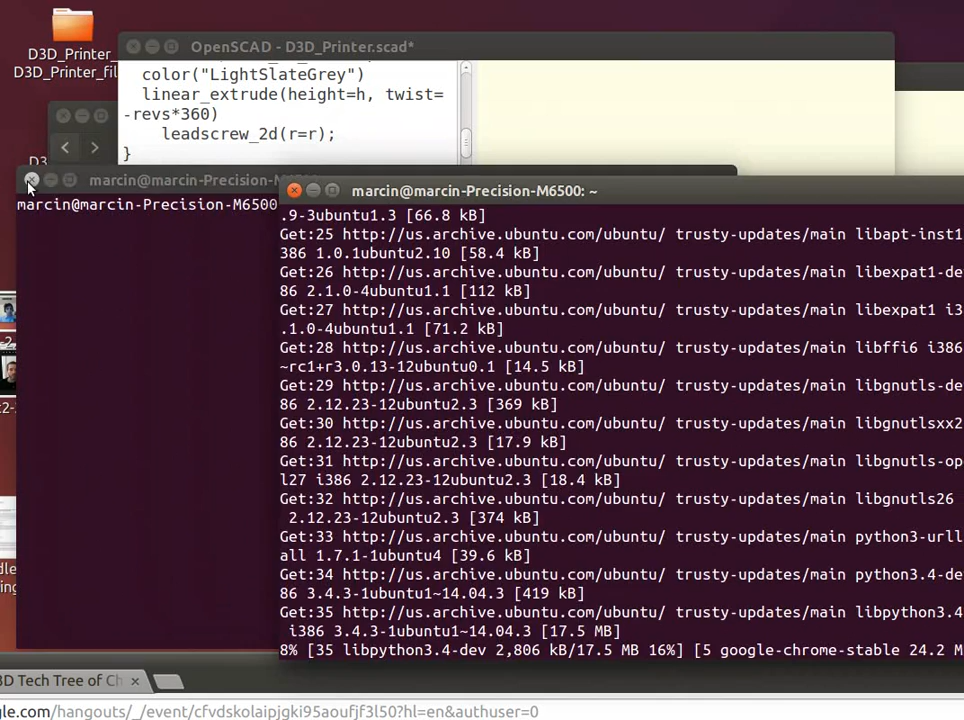 D3D_Printer_
D3D_Printer_fil
OpenSCAD - D3D_Printer.scad*
color("LightSlateGrey")
linear_extrude(height=h, twist=
-revs*360)
leadscrew_2d(r=r);
}
D3
marcin@marcin-Precision-M
marcin@marcin-Precision-M6500
marcin@marcin-Precision-M6500: ~
.9-3ubuntu1.3 [66.8 kB]
Get:25 http://us.archive.ubuntu.com/ubuntu/ trusty-updates/main libapt-inst1
386 1.0.1ubuntu2.10 [58.4 kB]
Get:26 http://us.archive.ubuntu.com/ubuntu/ trusty-updates/main libexpat1-de
86 2.1.0-4ubuntu1.1 [112 kB]
Get:27 http://us.archive.ubuntu.com/ubuntu/ trusty-updates/main libexpat1 i3
.1.0-4ubuntu1.1 [71.2 kB]
Get:28 http://us.archive.ubuntu.com/ubuntu/ trusty-updates/main libffi6 i386
~rc1+r3.0.13-12ubuntu0.1 [14.5 kB]
Get:29 http://us.archive.ubuntu.com/ubuntu/ trusty-updates/main libgnutls-de
86 2.12.23-12ubuntu2.3 [369 kB]
Get:30 http://us.archive.ubuntu.com/ubuntu/ trusty-updates/main libgnutlsxx2
86 2.12.23-12ubuntu2.3 [17.9 kB]
Get:31 http://us.archive.ubuntu.com/ubuntu/ trusty-updates/main libgnutls-op
l27 i386 2.12.23-12ubuntu2.3 [18.4 kB]
Get:32 http://us.archive.ubuntu.com/ubuntu/ trusty-updates/main libgnutls26
2.12.23-12ubuntu2.3 [374 kB]
Get:33 http://us.archive.ubuntu.com/ubuntu/ trusty-updates/main python3-urll
all 1.7.1-1ubuntu4 [39.6 kB]
Get:34 http://us.archive.ubuntu.com/ubuntu/ trusty-updates/main python3.4-de
86 3.4.3-1ubuntu1~14.04.3 [419 kB]
Get:35 http://us.archive.ubuntu.com/ubuntu/ trusty-updates/main libpython3.4
i386 3.4.3-1ubuntu1~14.04.3 [17.5 MB]
8% [35 libpython3.4-dev 2,806 kB/17.5 MB 16%] [5 google-chrome-stable 24.2 M
3D Tech Tree of Ch
gle.com/hangouts/_/event/cfvdskolaipjgki95aoufjf3l50?hl=en&authuser=0